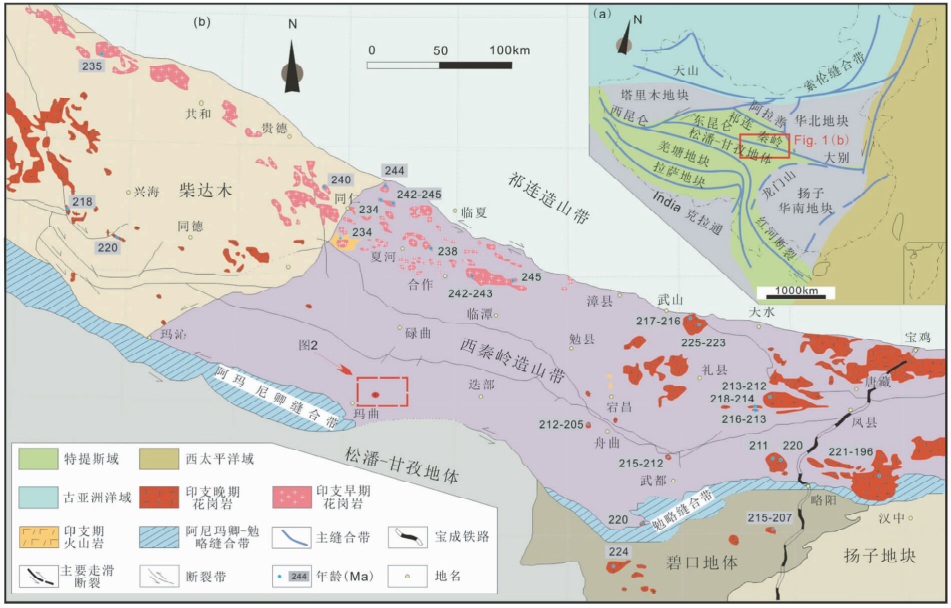 (b)
N
0 50 100km
235
共和
贵德
柴达木
兴海
218
220
同德
240
同仁
244
242-245
234
234
临夏
祁连造山带
夏河
238
合作
245
242-243
漳县
武山
大水
217-216
225-223
宝鸡
玛沁
碌曲
临潭
勉县
西秦岭造山带
图2
礼县
213-212
218-214
216-213
唐藏
凤县
阿玛尼卿缝合带
玛曲
迭部
宕昌
212-205
舟曲
215-212
武都
211
220
221-196
松潘-甘孜地体
220
勉略缝合带
略阳
汉中
215-207
224
碧口地体
扬子地块
(a)
N
天山
索伦缝合带
塔里木地块
阿拉善
华北地块
西昆仑
东昆仑
祁连
秦岭
Fig. 1(b)
松潘-甘孜地体
大别
羌塘地块
拉萨地块
龙门山
扬子
华南地块
India 克拉通
红河断裂
1000km
特提斯域
西太平洋域
古亚洲洋域
印支晚期
花岗岩
印支早期
花岗岩
印支期
火山岩
阿尼玛卿-勉
略缝合带
主缝合带
宝成铁路
主要走滑
断裂
断裂带
244
年龄(Ma)
地名